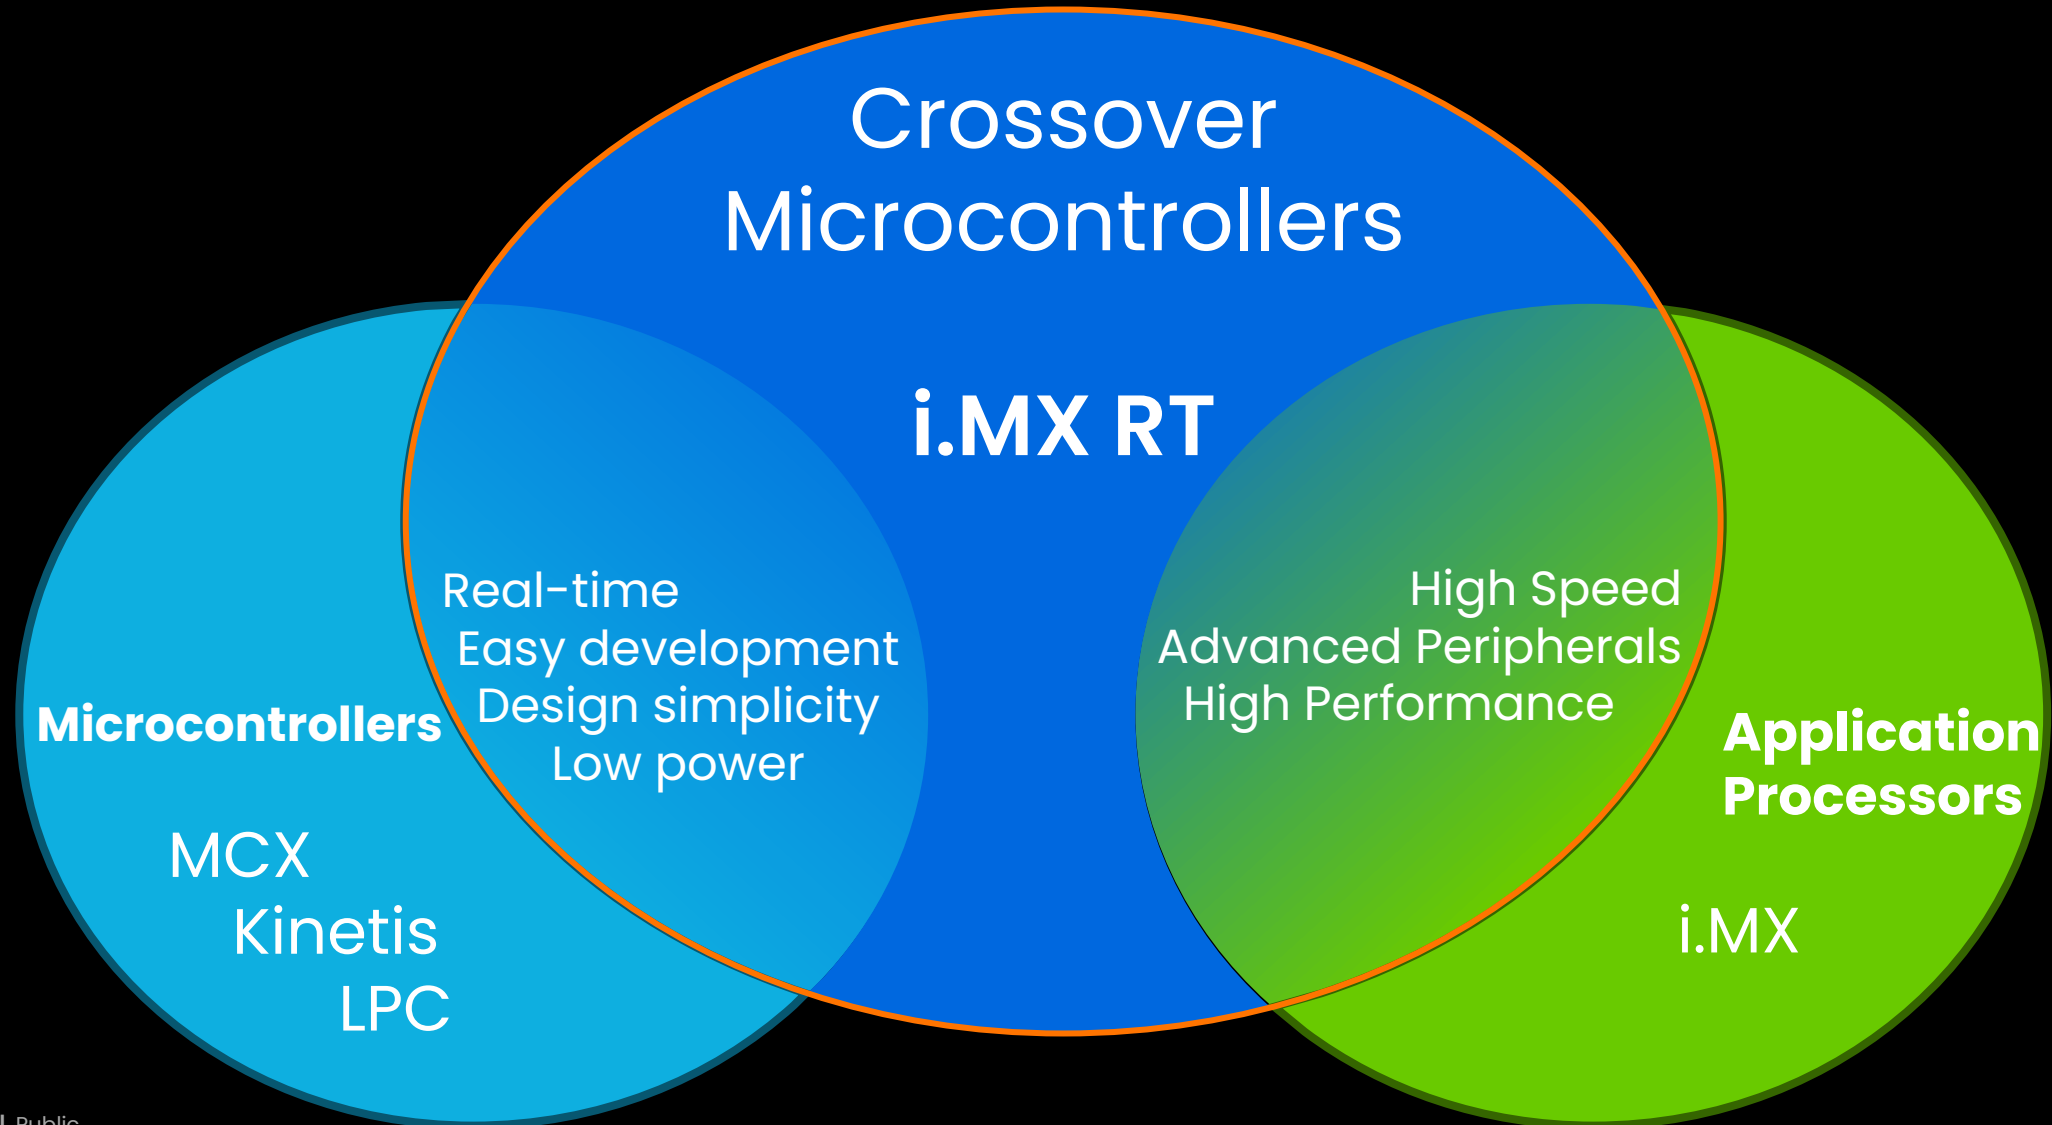 Crossover
Microcontrollers
i.MX RT
Real-time
Easy development
Design simplicity
Low power
High Speed
Advanced Peripherals
High Performance
Microcontrollers
MCX
Kinetis
LPC
Application
Processors
i.MX
Public